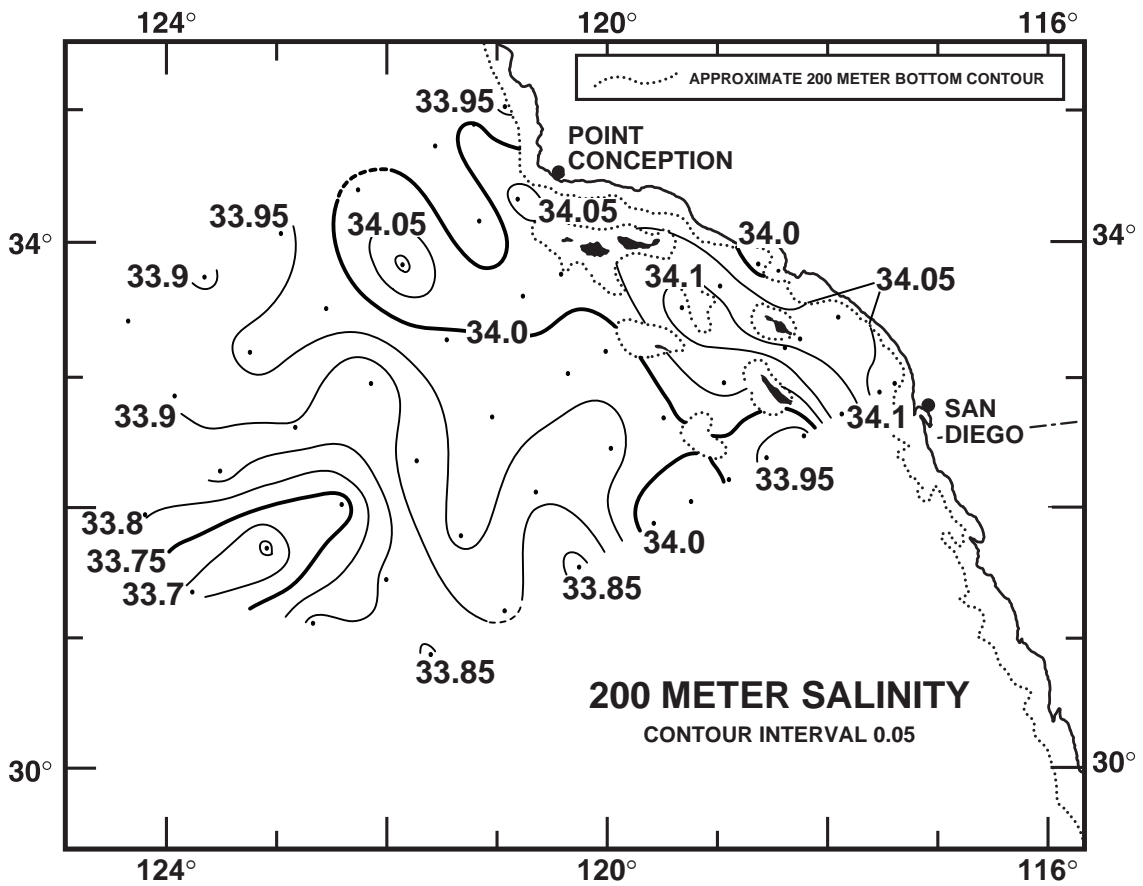 124° 120° 116°
APPROXIMATE 200 METER BOTTOM CONTOUR
33.95
POINT
CONCEPTION
33.95
34.05
34.05
34.0
34° 34°
33.9
34.1
34.05
34.0
33.9
34.1
SAN
DIEGO
33.95
33.8
34.0
33.75
33.7
33.85
33.85
200 METER SALINITY
CONTOUR INTERVAL 0.05
30° 30°
124° 120° 116°